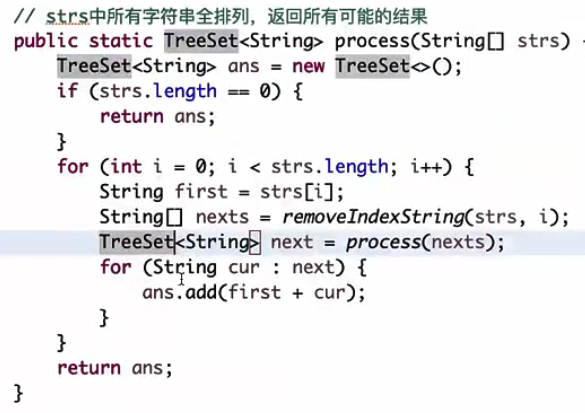 // strs中所有字符串全排列，返回所有可能的结果
public static TreeSet<String> process(String[] strs)
TreeSet<String> ans = new TreeSet<>();
if (strs.length == 0) {
return ans;
}
for (int i = 0; i < strs.length; i++) {
String first = strs[i];
String[] nexts = removeIndexString(strs, i);
TreeSet<String> next = process(nexts);
for (String cur : next) {
ans.add(first + cur);
}
}
return ans;
}